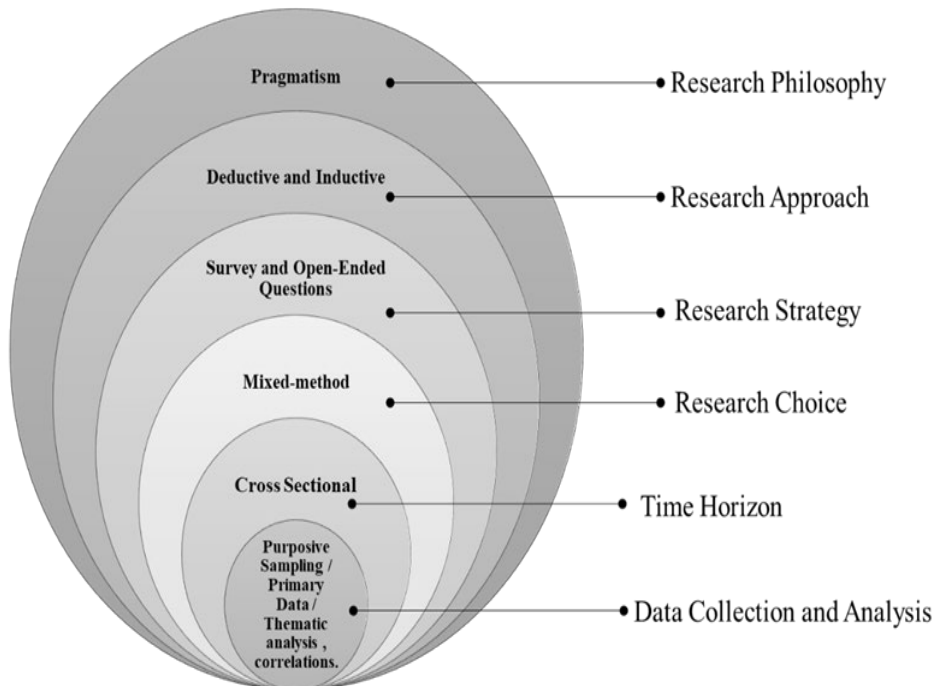 Pragmatism
Research Philosophy
Deductive and Inductive
Research Approach
Survey and Open-Ended
Questions
Research Strategy
Mixed-method
Research Choice
Cross Sectional
Time Horizon
Purposive
Sampling /
Primary
Data /
Thematic
analysis ,
correlations.
Data Collection and Analysis